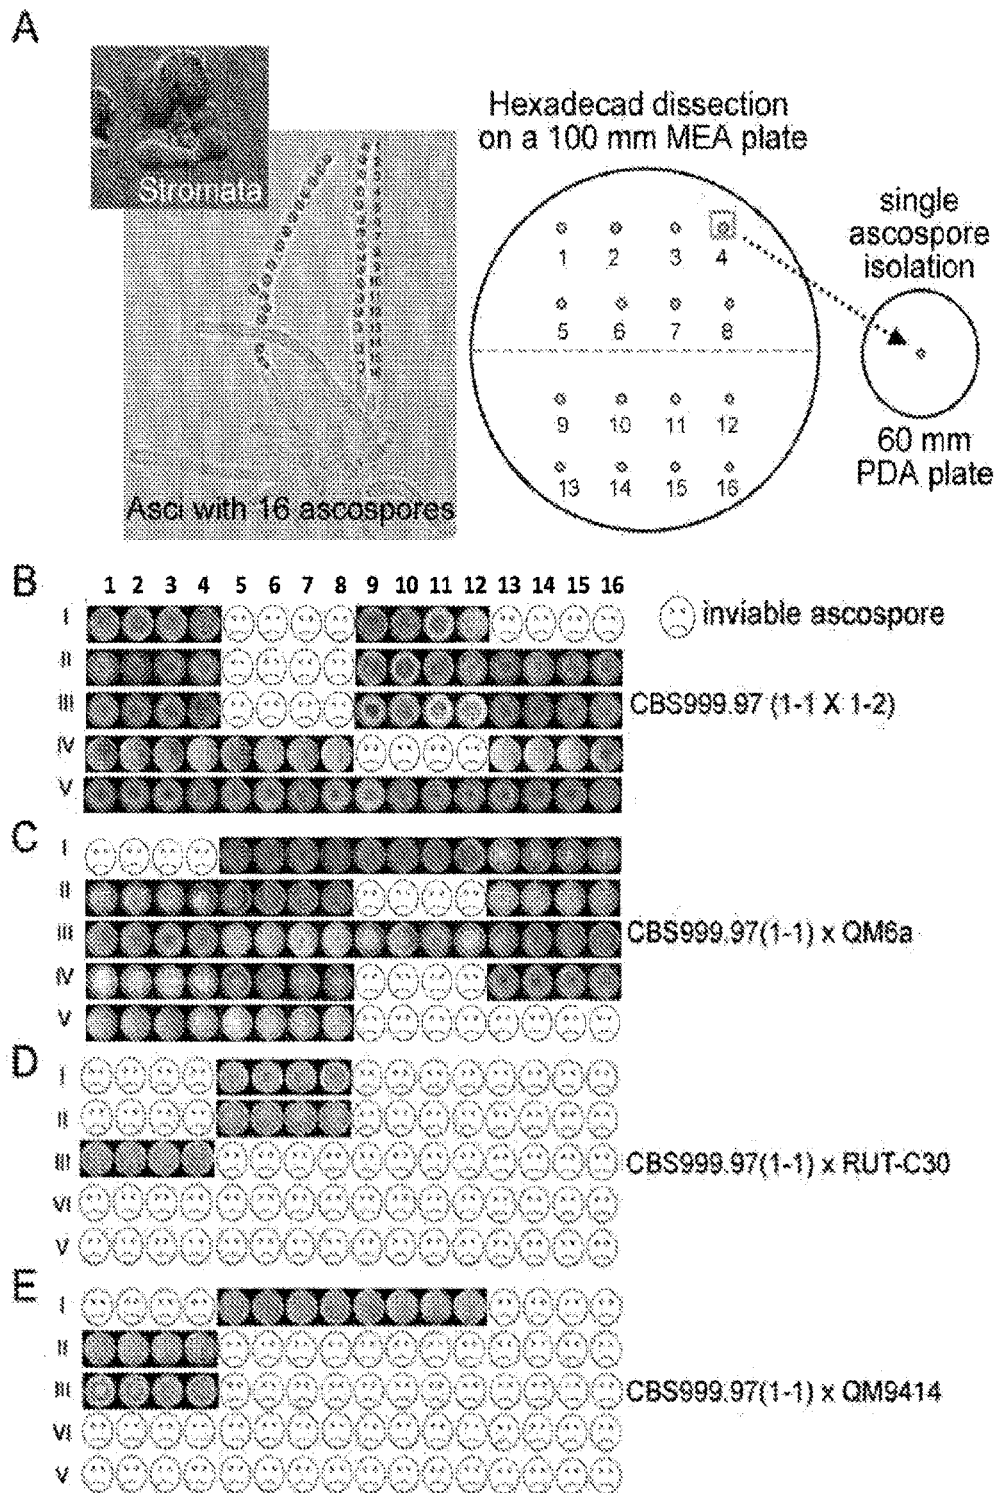 A
Stromata
Asci with 16 ascospores
Hexadecad dissection
on a 100 mm MEA plate
1 2 3 4
5 6 7 8
9 10 11 12
13 14 15 16
single
ascospore
isolation
60 mm
PDA plate
B
1 2 3 4 5 6 7 8 9 10 11 12 13 14 15 16
inviable ascospore
I
II
III
IV
V
CBS999.97 (1-1 X 1-2)
C
I
II
III
IV
V
CBS999.97(1-1) x QM6a
D
I
II
III
VI
V
CBS999.97(1-1) x RUT-C30
E
I
II
III
VI
V
CBS999.97(1-1) x QM9414